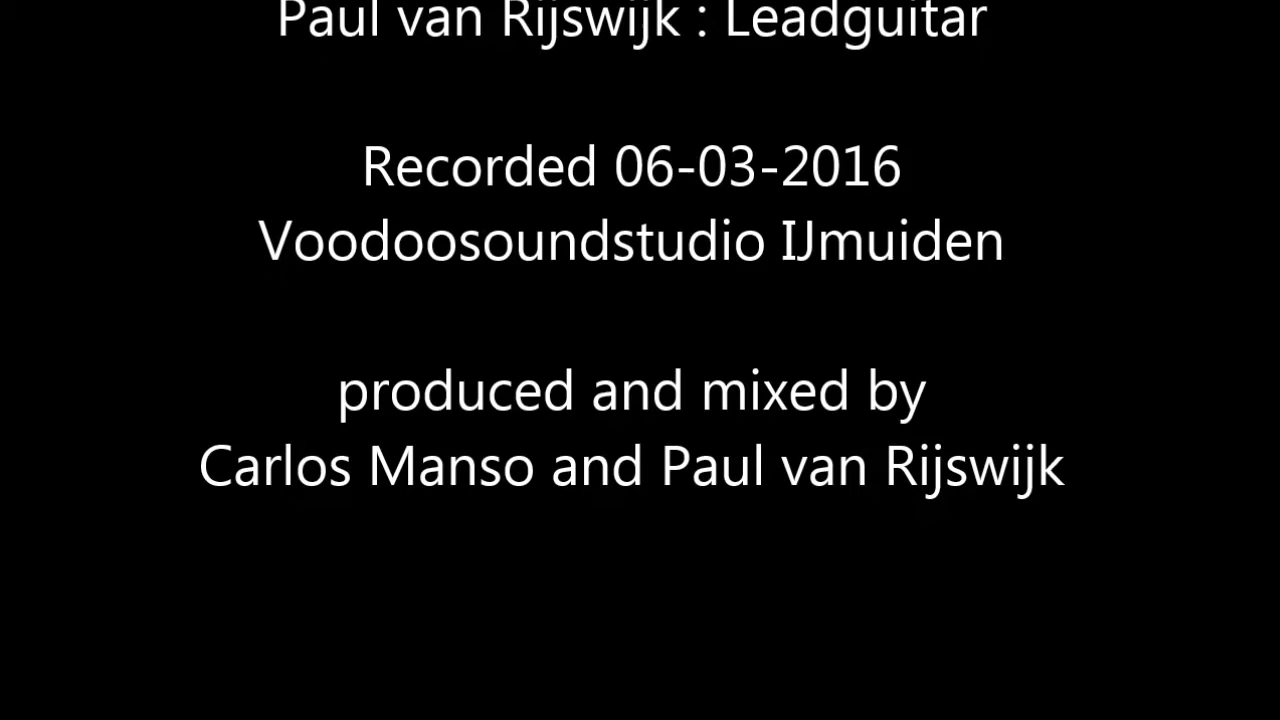 Paul van Rijswijk : Leadguitar
Recorded 06-03-2016
Voodoosoundstudio IJmuiden
produced and mixed by
Carlos Manso and Paul van Rijswijk